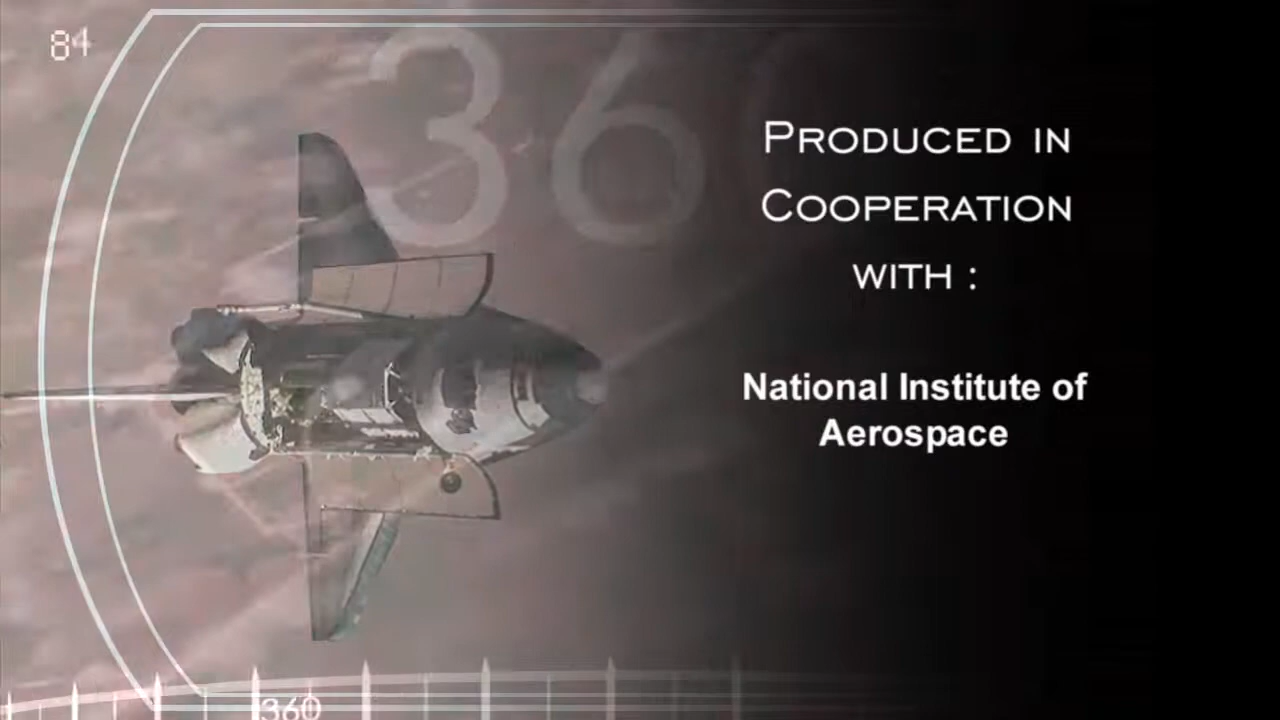 84
36
PRODUCED IN
COOPERATION
WITH :
National Institute of
Aerospace
360